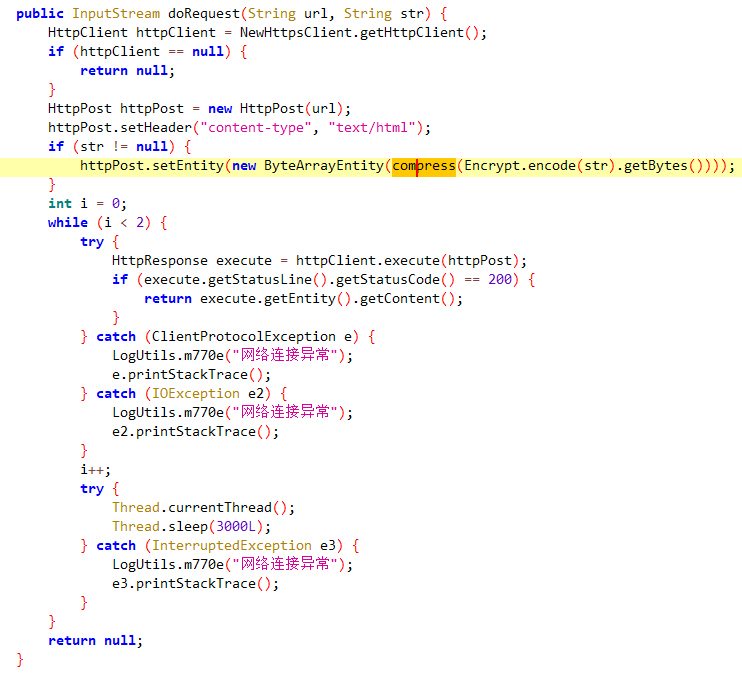 public InputStream doRequest(String url, String str) {
HttpClient httpClient = NewHttpsClient.getHttpClient();
if (httpClient == null) {
return null;
}
HttpPost httpPost = new HttpPost(url);
httpPost.setHeader("content-type", "text/html");
if (str != null) {
httpPost.setEntity(new ByteArrayEntity(compress(Encrypt.encode(str).getBytes())));
}
int i = 0;
while (i < 2) {
try {
HttpResponse execute = httpClient.execute(httpPost);
if (execute.getStatusLine().getStatusCode() == 200) {
return execute.getEntity().getContent();
}
} catch (ClientProtocolException e) {
LogUtils.m770e("网络连接异常");
e.printStackTrace();
} catch (IOException e2) {
LogUtils.m770e("网络连接异常");
e2.printStackTrace();
}
i++;
try {
Thread.currentThread();
Thread.sleep(3000L);
} catch (InterruptedException e3) {
LogUtils.m770e("网络连接异常");
e3.printStackTrace();
}
}
return null;
}